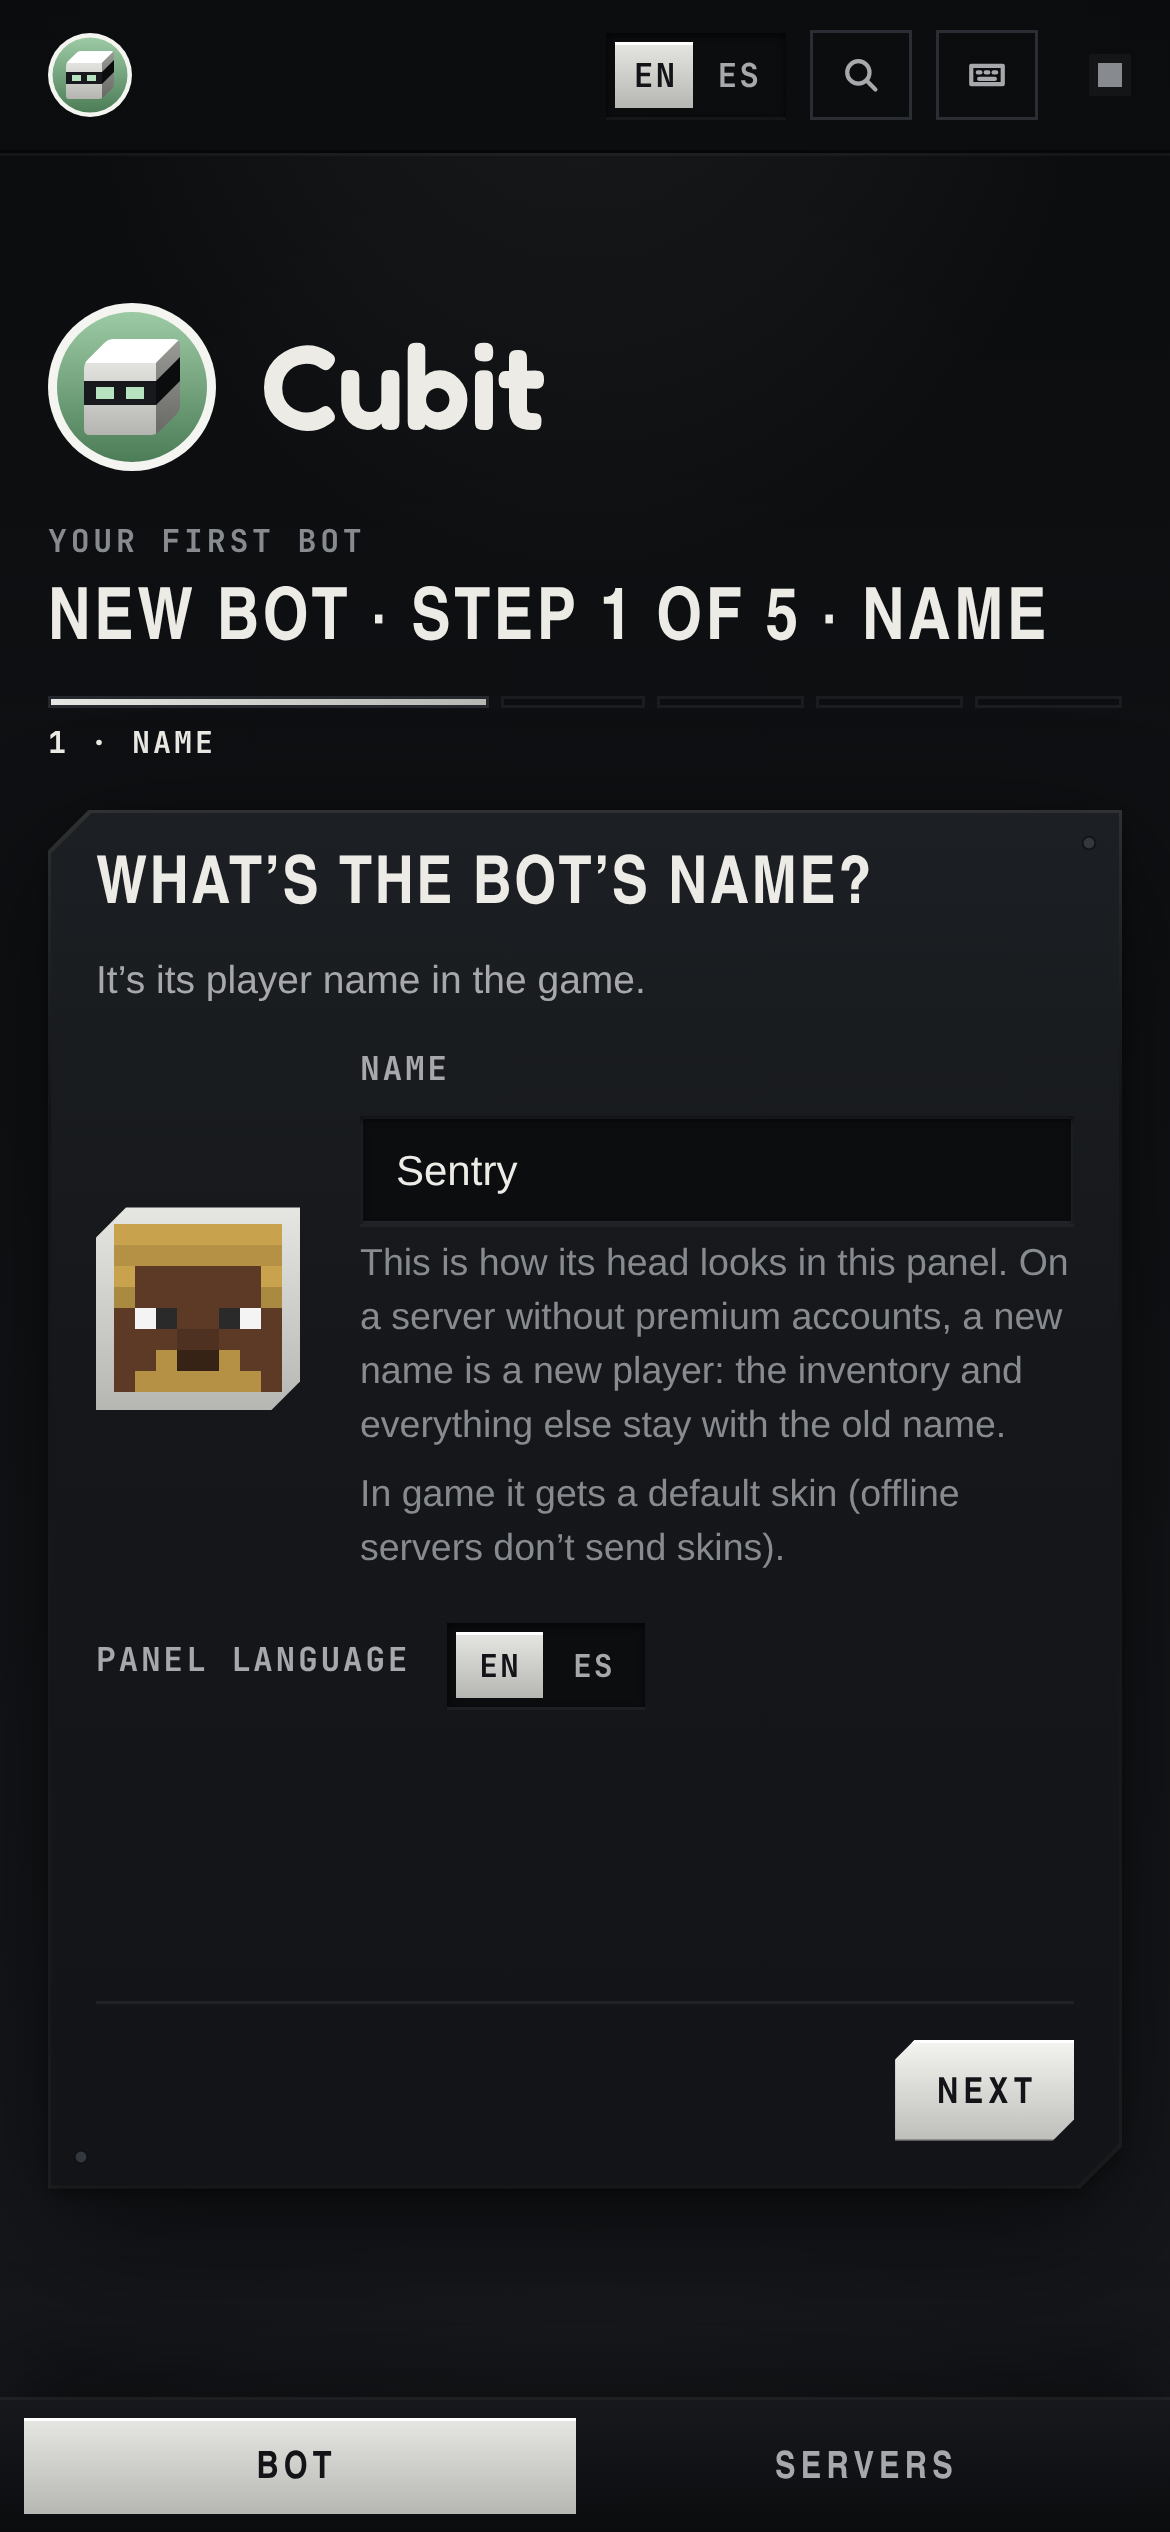 EN ES
Cubit
YOUR FIRST BOT
NEW BOT · STEP 1 OF 5 · NAME
1 · NAME
WHAT’S THE BOT’S NAME?
It’s its player name in the game.
NAME
Sentry
This is how its head looks in this panel. On
a server without premium accounts, a new
name is a new player: the inventory and
everything else stay with the old name.
In game it gets a default skin (offline
servers don’t send skins).
PANEL LANGUAGE EN ES
NEXT
BOT SERVERS